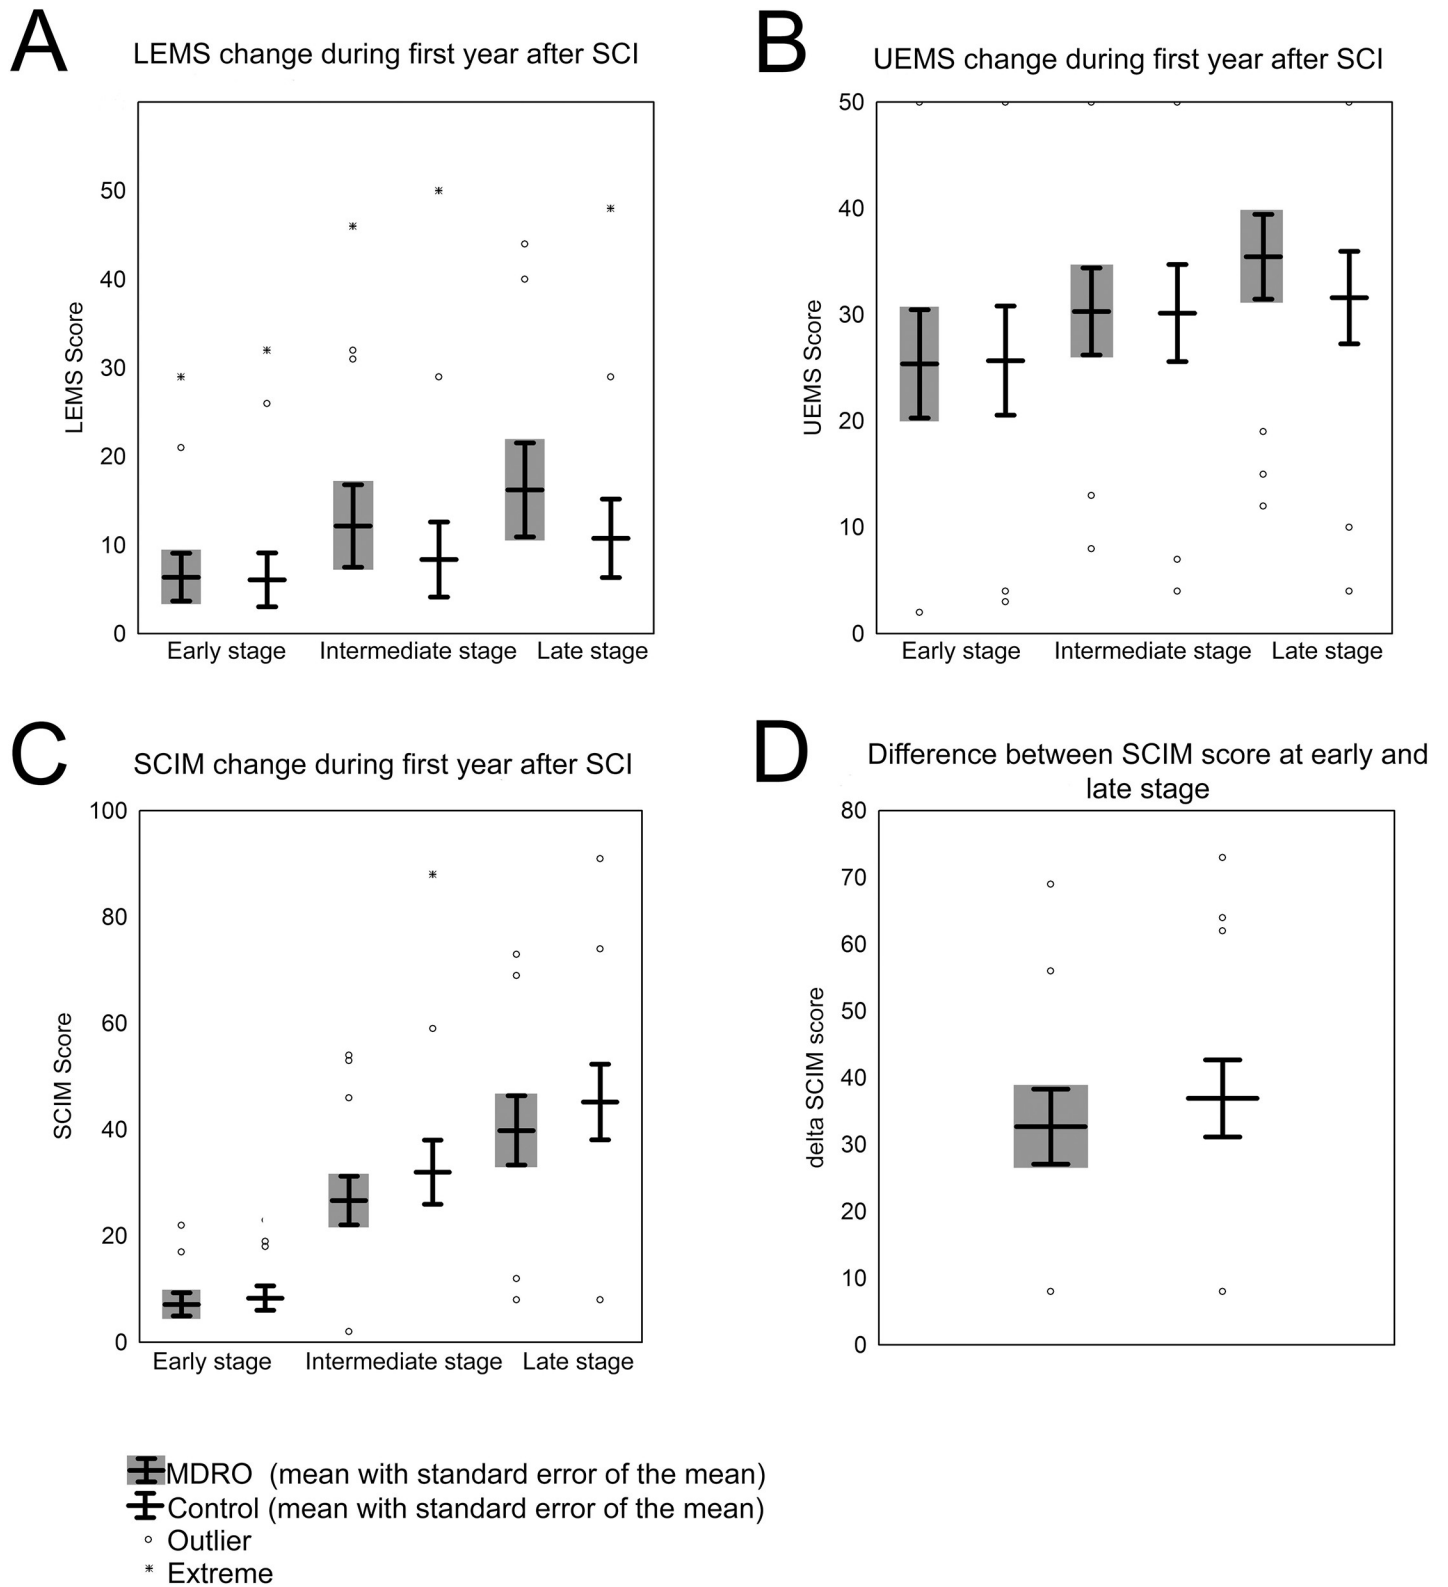 A
LEMS change during first year after SCI
LEMS Score
50
40
30
20
10
0
Early stage Intermediate stage Late stage
B
UEMS change during first year after SCI
UEMS Score
50
40
30
20
10
0
Early stage Intermediate stage Late stage
C
SCIM change during first year after SCI
SCIM Score
100
80
60
40
20
0
Early stage Intermediate stage Late stage
D
Difference between SCIM score at early and
late stage
delta SCIM score
80
70
60
50
40
30
20
10
0
MDRO (mean with standard error of the mean)
Control (mean with standard error of the mean)
Outlier
Extreme